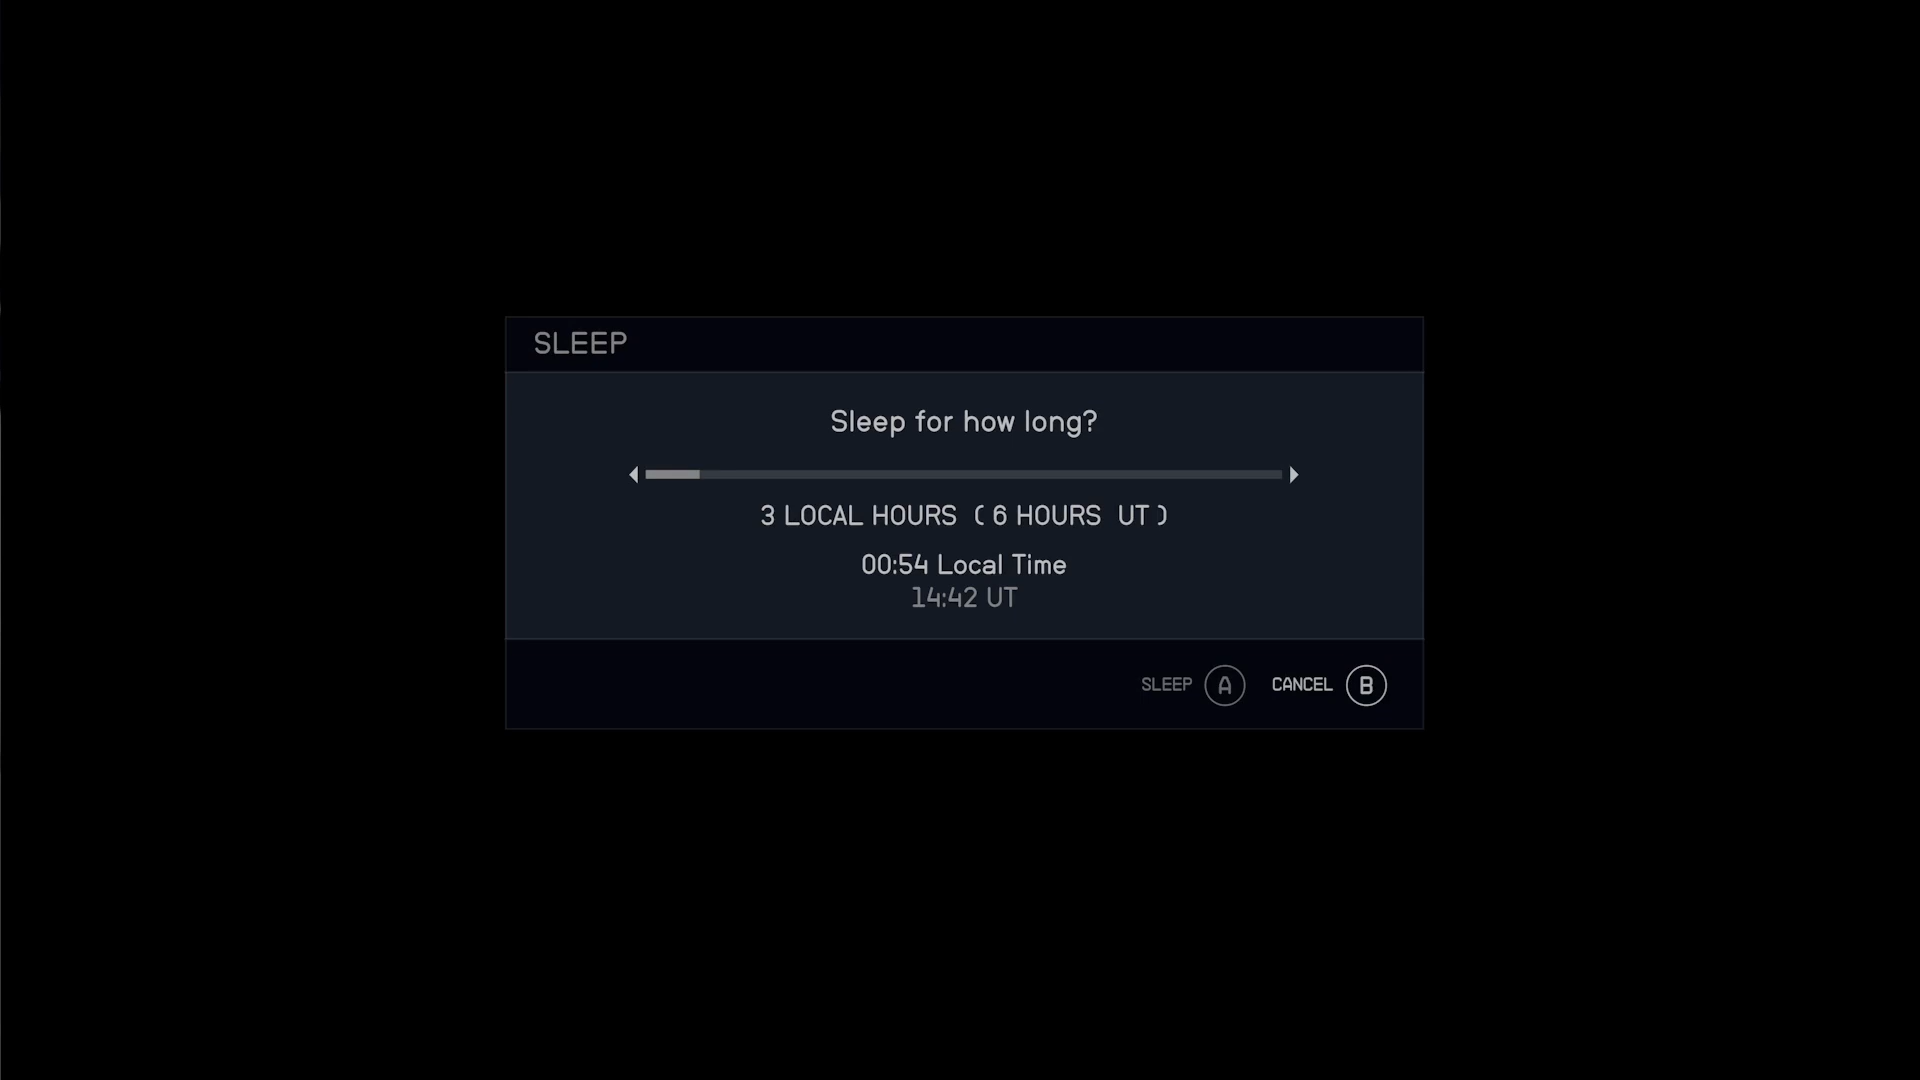 SLEEP
Sleep for how long?
3 LOCAL HOURS ( 6 HOURS UT )
00:54 Local Time
14:42 UT
SLEEP A CANCEL B